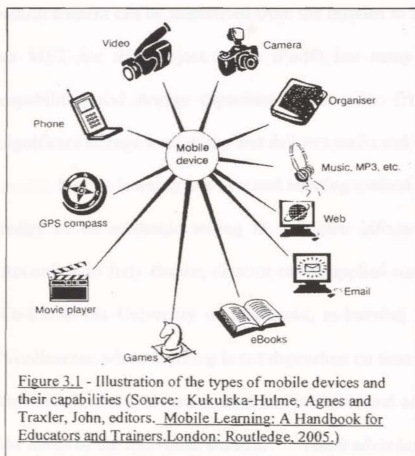 Video
Camera
Phone
Organiser
Mobile
device
Music, MP3, etc.
GPS compass
Web
Email
Movie player
eBooks
Games
Figure 3.1 - Illustration of the types of mobile devices and
their capabilities (Source: Kukulska-Hulme, Agnes and
Traxler, John, editors. Mobile Learning: A Handbook for
Educators and Trainers.London: Routledge, 2005.)